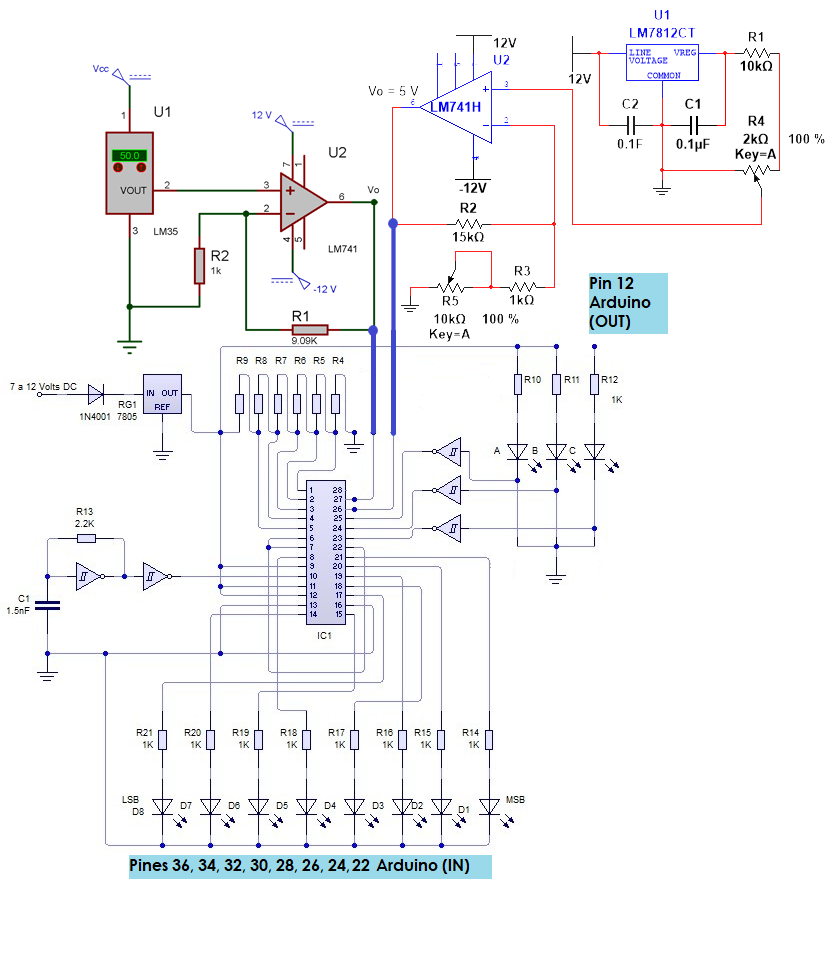 U1
LM7812CT
LINE VREG
VOLTAGE
COMMON
12V
R1
10kΩ
C2
0.1F
C1
0.1µF
R4
2kΩ
Key=A
100 %
12V
U2
Vo = 5 V
LM741H
+
−
3
2
6
4
-12V
R2
15kΩ
R3
1kΩ
R5
10kΩ
Key=A
100 %
Vcc
1
U1
50.0
VOUT
2
3
LM35
12 V
U2
7
1
3
2
6
4
5
+
−
Vo
LM741
-12 V
R2
1k
R1
9.09K
Pin 12
Arduino
(OUT)
7 a 12 Volts DC
1N4001
RG1
7805
IN OUT
REF
R9
R8
R7
R6
R5
R4
R10
R11
R12
1K
A
B
C
1 28
2 27
3 26
4 25
5 24
6 23
7 22
8 21
9 20
10 19
11 18
12 17
13 16
14 15
IC1
R13
2.2K
C1
1.5nF
R21
1K
R20
1K
R19
1K
R18
1K
R17
1K
R16
1K
R15
1K
R14
1K
LSB
D8
D7
D6
D5
D4
D3
D2
D1
MSB
Pines 36, 34, 32, 30, 28, 26, 24,22 Arduino (IN)